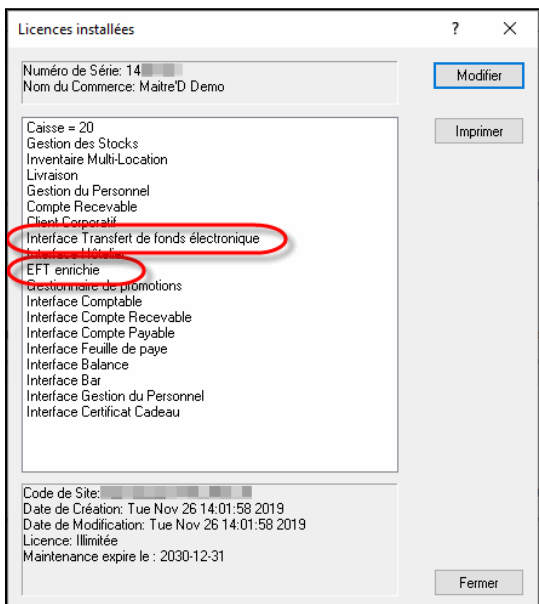 Licences installées
Numéro de Série: 14
Nom du Commerce: Maitre'D Demo
Modifier
Imprimer
Caisse = 20
Gestion des Stocks
Inventaire Multi-Location
Livraison
Gestion du Personnel
Compte Recevable
Client Corporatif
Interface Transfert de fonds électronique
Interface Hôtelier
EFT enrichie
Gestionnaire de promotions
Interface Comptable
Interface Compte Recevable
Interface Compte Payable
Interface Feuille de paye
Interface Balance
Interface Bar
Interface Gestion du Personnel
Interface Certificat Cadeau
Code de Site:
Date de Création: Tue Nov 26 14:01:58 2019
Date de Modification: Tue Nov 26 14:01:58 2019
Licence: Illimitée
Maintenance expire le : 2030-12-31
Fermer